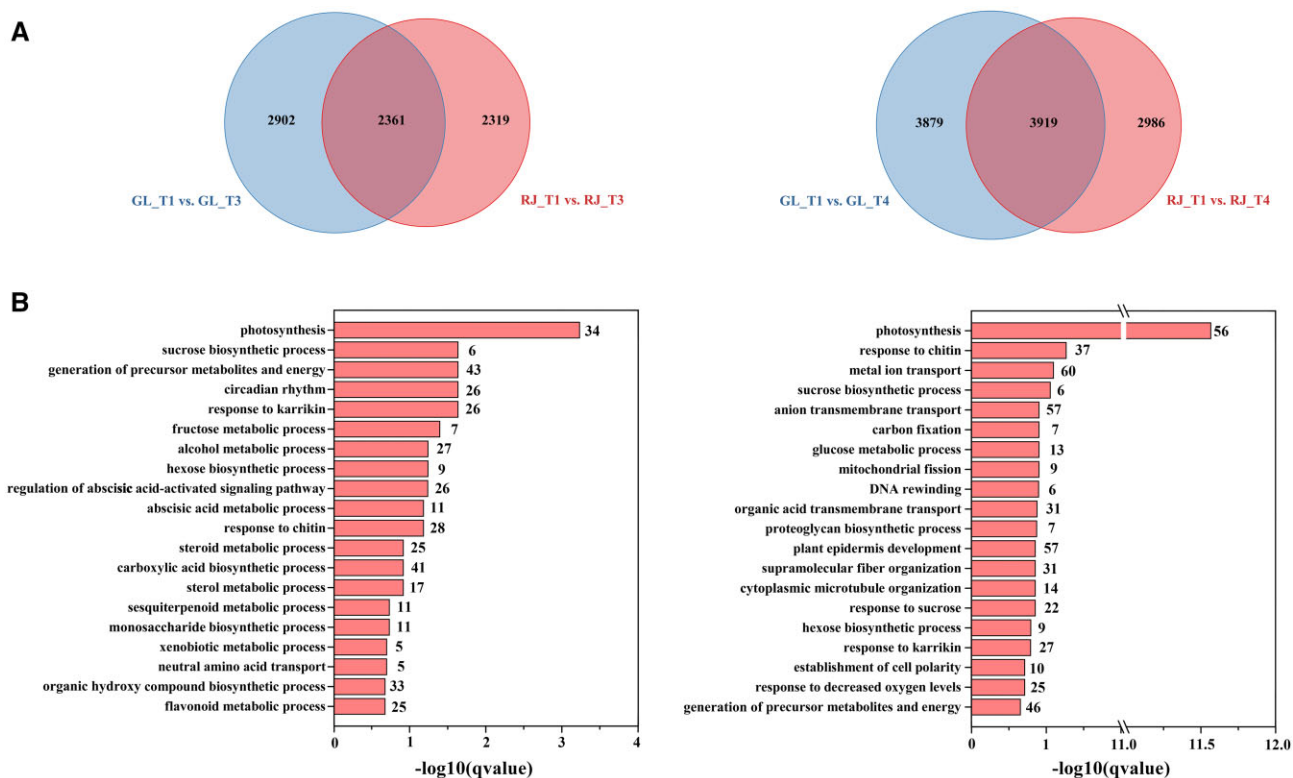 A
2902
2361
2319
GL_T1 vs. GL_T3
RJ_T1 vs. RJ_T3
3879
3919
2986
GL_T1 vs. GL_T4
RJ_T1 vs. RJ_T4
B
photosynthesis 34
sucrose biosynthetic process 6
generation of precursor metabolites and energy 43
circadian rhythm 26
response to karrikin 26
fructose metabolic process 7
alcohol metabolic process 27
hexose biosynthetic process 9
regulation of abscisic acid-activated signaling pathway 26
abscisic acid metabolic process 11
response to chitin 28
steroid metabolic process 25
carboxylic acid biosynthetic process 41
sterol metabolic process 17
sesquiterpenoid metabolic process 11
monosaccharide biosynthetic process 11
xenobiotic metabolic process 5
neutral amino acid transport 5
organic hydroxy compound biosynthetic process 33
flavonoid metabolic process 25
0 1 2 3 4
-log10(qvalue)
photosynthesis 56
response to chitin 37
metal ion transport 60
sucrose biosynthetic process 6
anion transmembrane transport 57
carbon fixation 7
glucose metabolic process 13
mitochondrial fission 9
DNA rewinding 6
organic acid transmembrane transport 31
proteoglycan biosynthetic process 7
plant epidermis development 57
supramolecular fiber organization 31
cytoplasmic microtubule organization 14
response to sucrose 22
hexose biosynthetic process 9
response to karrikin 27
establishment of cell polarity 10
response to decreased oxygen levels 25
generation of precursor metabolites and energy 46
0 1 11.0 11.5 12.0
-log10(qvalue)